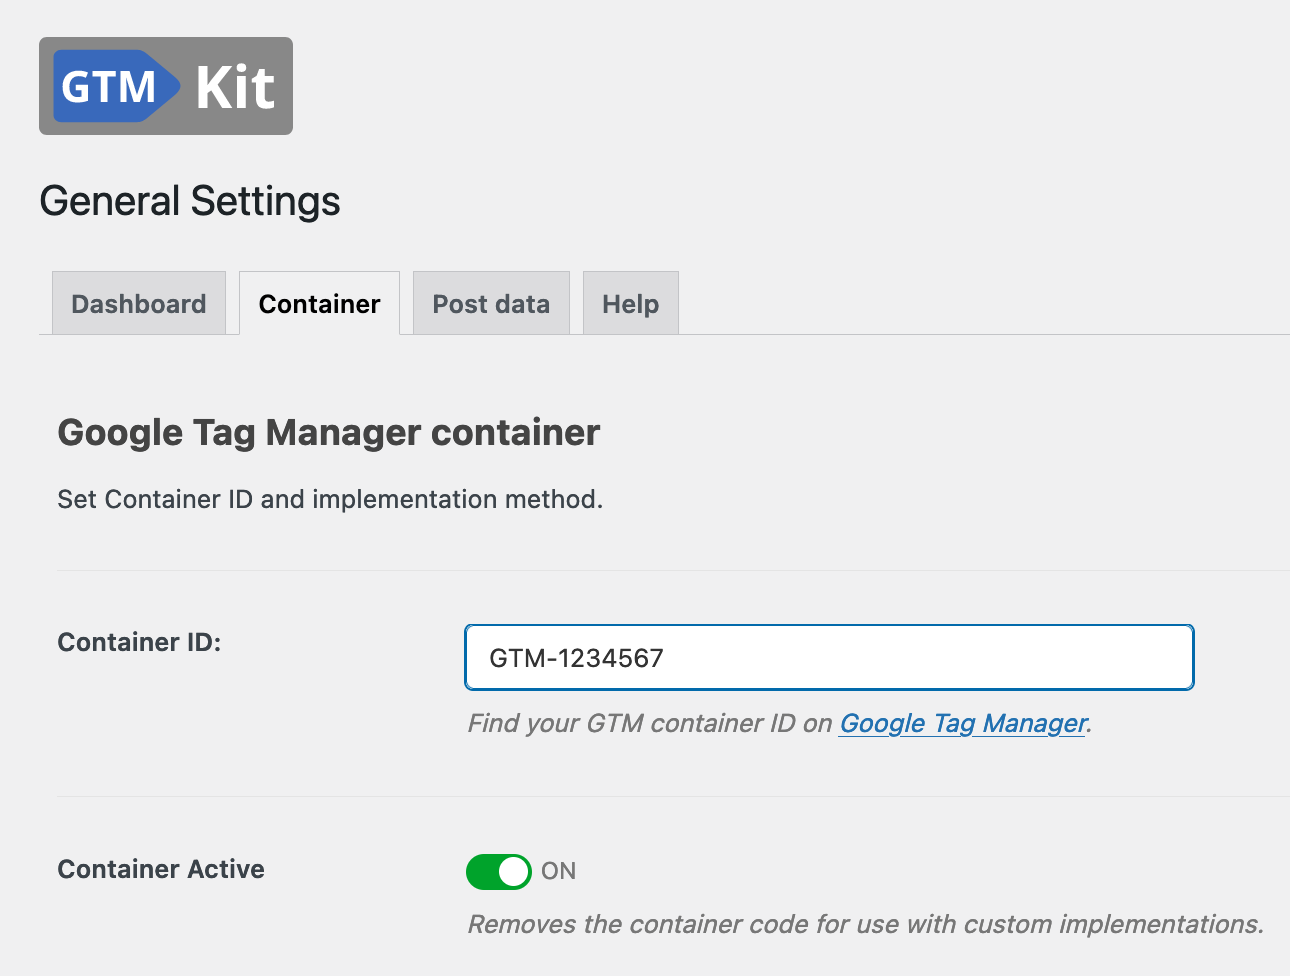 GTM Kit
General Settings
Dashboard Container Post data Help
Google Tag Manager container
Set Container ID and implementation method.
Container ID:
GTM-1234567
Find your GTM container ID on Google Tag Manager.
Container Active
ON
Removes the container code for use with custom implementations.